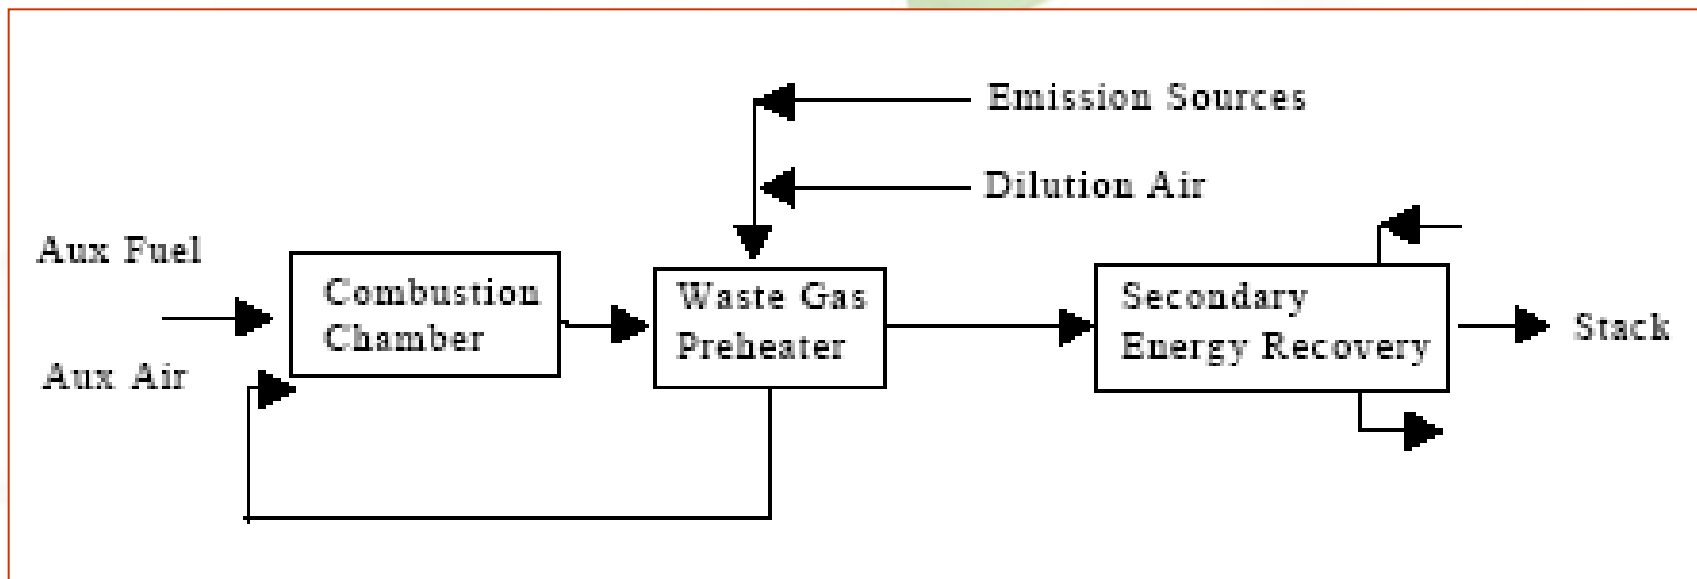 Emission Sources
Dilution Air
Aux Fuel
Combustion
Chamber
Waste Gas
Preheater
Secondary
Energy Recovery
Stack
Aux Air